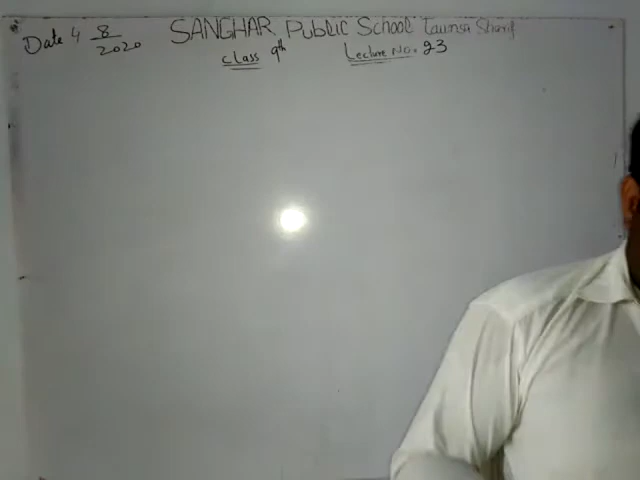 Date 4 8/2020 SANGHAR Public School Taunsa Sharif
Class 9th Lecture No. 23